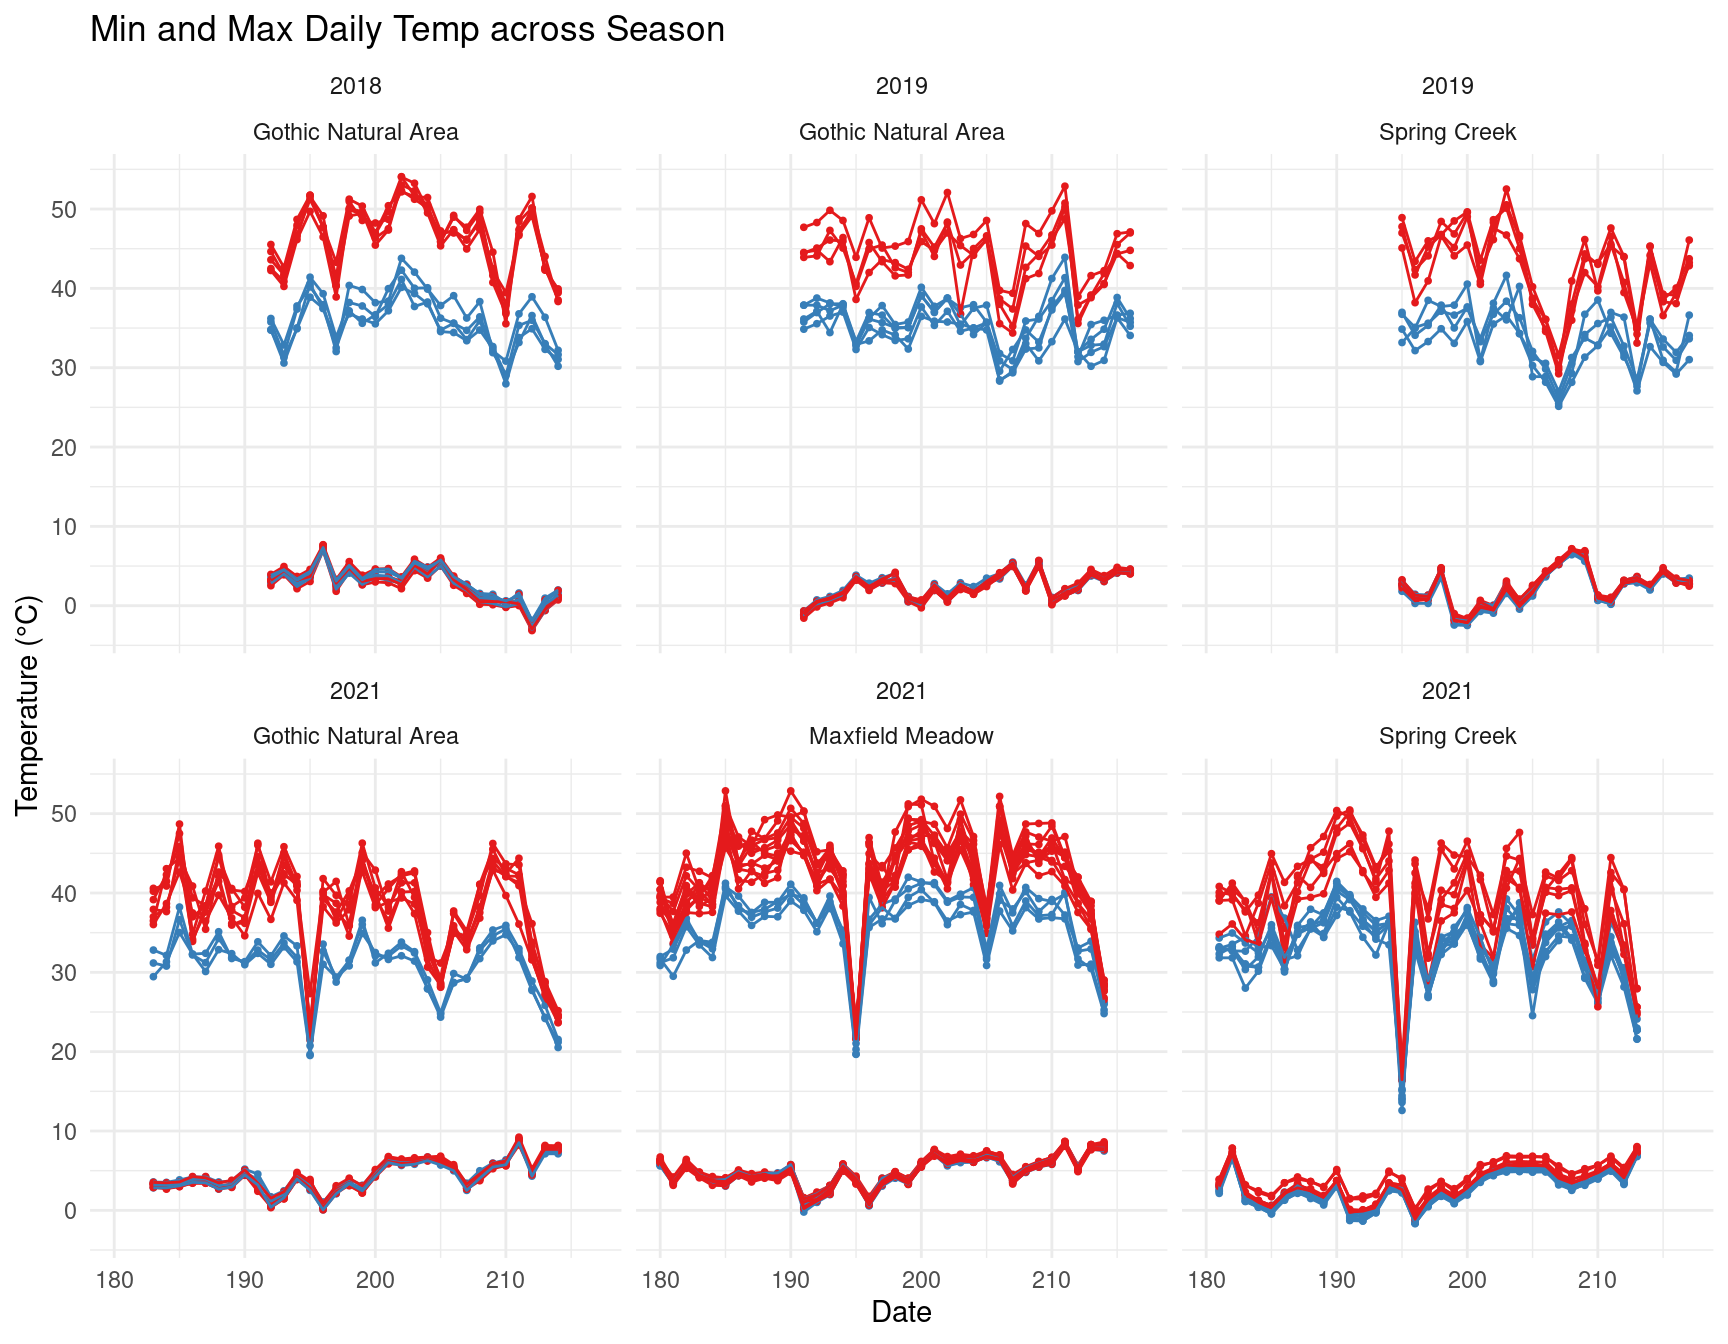 Min and Max Daily Temp across Season
2018
2019
2019
Gothic Natural Area
Gothic Natural Area
Spring Creek
50
40
30
20
10
0
Temperature (°C)
2021
2021
2021
Gothic Natural Area
Maxfield Meadow
Spring Creek
50
40
30
20
10
0
180 190 200 210 180 190 200 210 180 190 200 210
Date